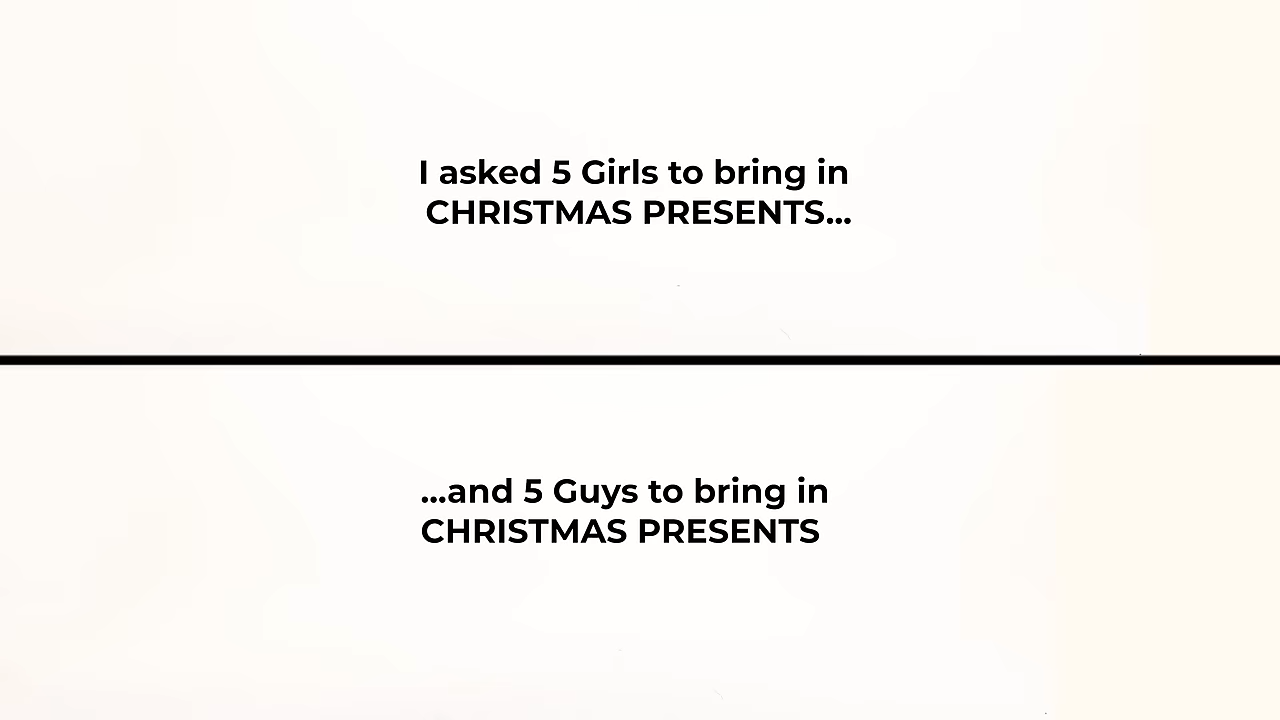 I asked 5 Girls to bring in
CHRISTMAS PRESENTS...
...and 5 Guys to bring in
CHRISTMAS PRESENTS